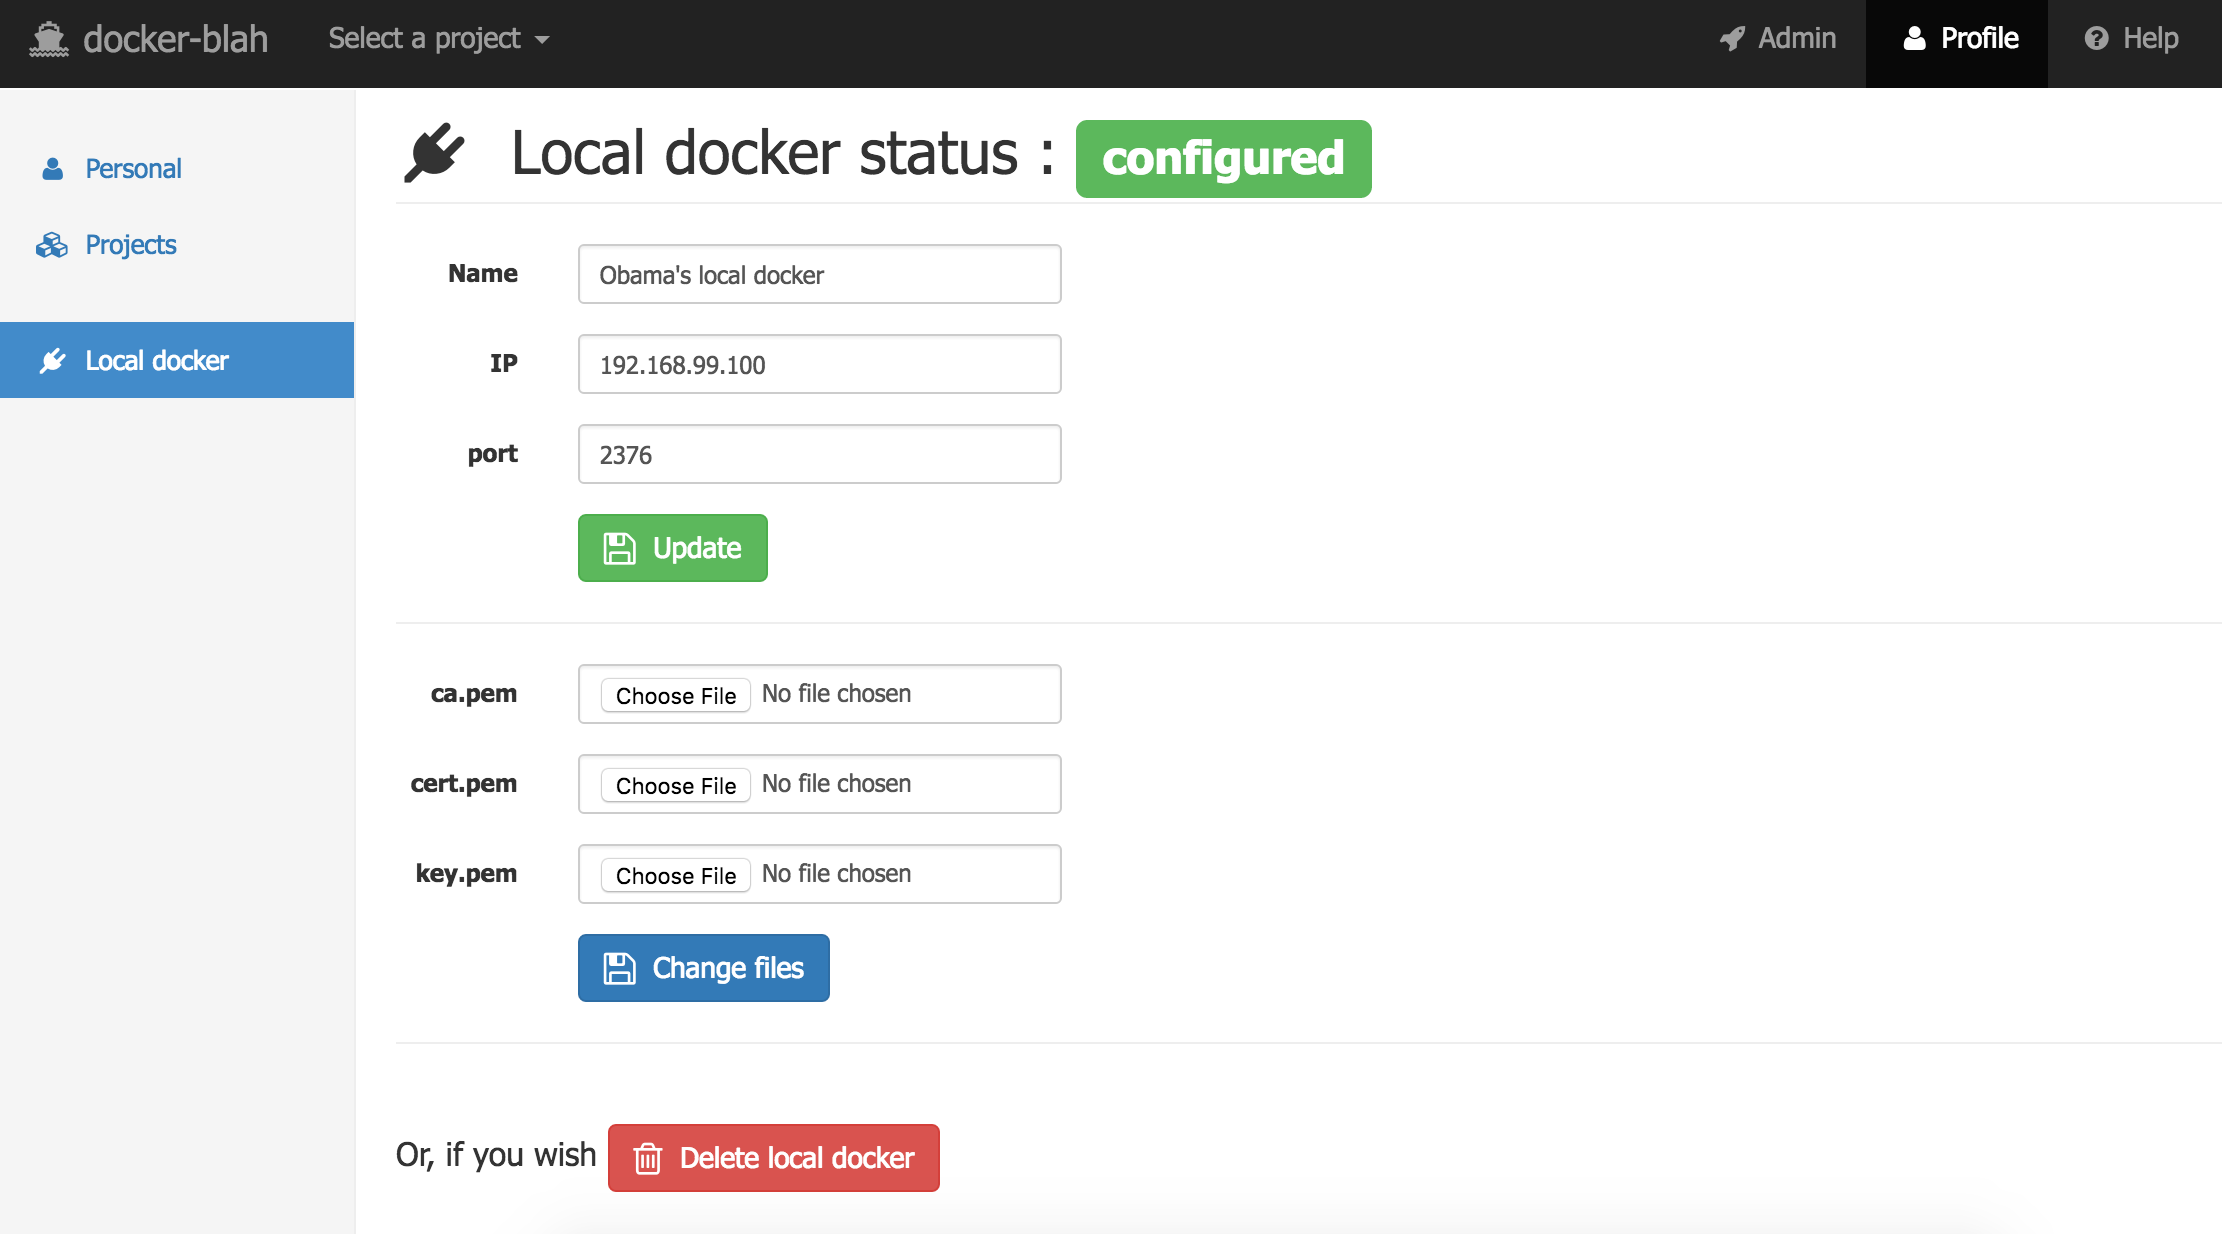 docker-blah Select a project Admin Profile Help
Personal
Projects
Local docker
Local docker status : configured
Name Obama's local docker
IP 192.168.99.100
port 2376
Update
ca.pem Choose File No file chosen
cert.pem Choose File No file chosen
key.pem Choose File No file chosen
Change files
Or, if you wish Delete local docker